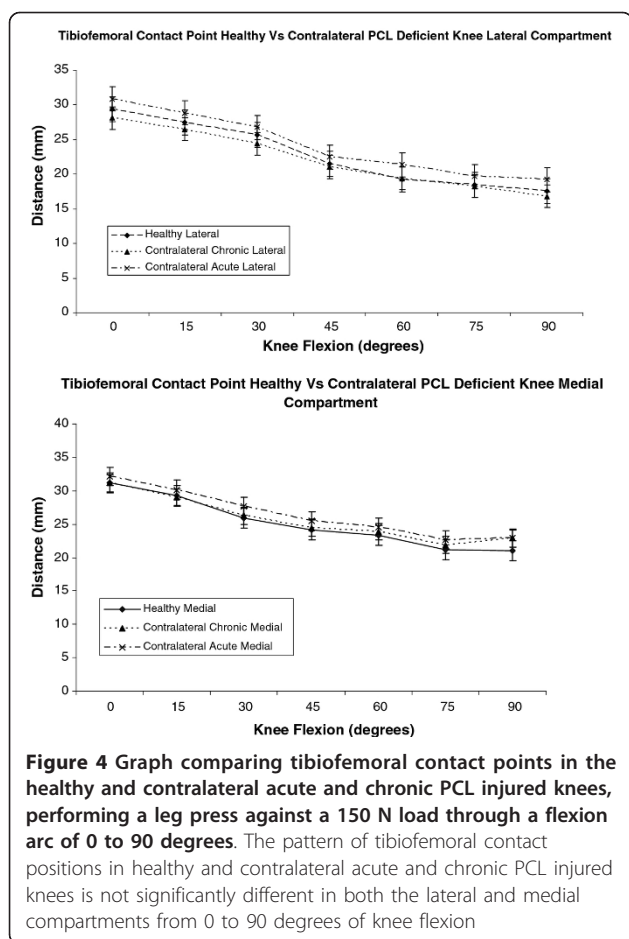 Tibiofemoral Contact Point Healthy Vs Contralateral PCL Deficient Knee Lateral Compartment
35
30
25
20
15
10
5
0
Distance (mm)
Healthy Lateral
Contralateral Chronic Lateral
Contralateral Acute Lateral
0 15 30 45 60 75 90
Knee Flexion (degrees)
Tibiofemoral Contact Point Healthy Vs Contralateral PCL Deficient Knee Medial
Compartment
40
35
30
25
20
15
10
5
0
Distance (mm)
Healthy Medial
Contralateral Chronic Medial
Contralateral Acute Medial
0 15 30 45 60 75 90
Knee Flexion (degrees)
Figure 4 Graph comparing tibiofemoral contact points in the
healthy and contralateral acute and chronic PCL injured knees,
performing a leg press against a 150 N load through a flexion
arc of 0 to 90 degrees. The pattern of tibiofemoral contact
positions in healthy and contralateral acute and chronic PCL injured
knees is not significantly different in both the lateral and medial
compartments from 0 to 90 degrees of knee flexion